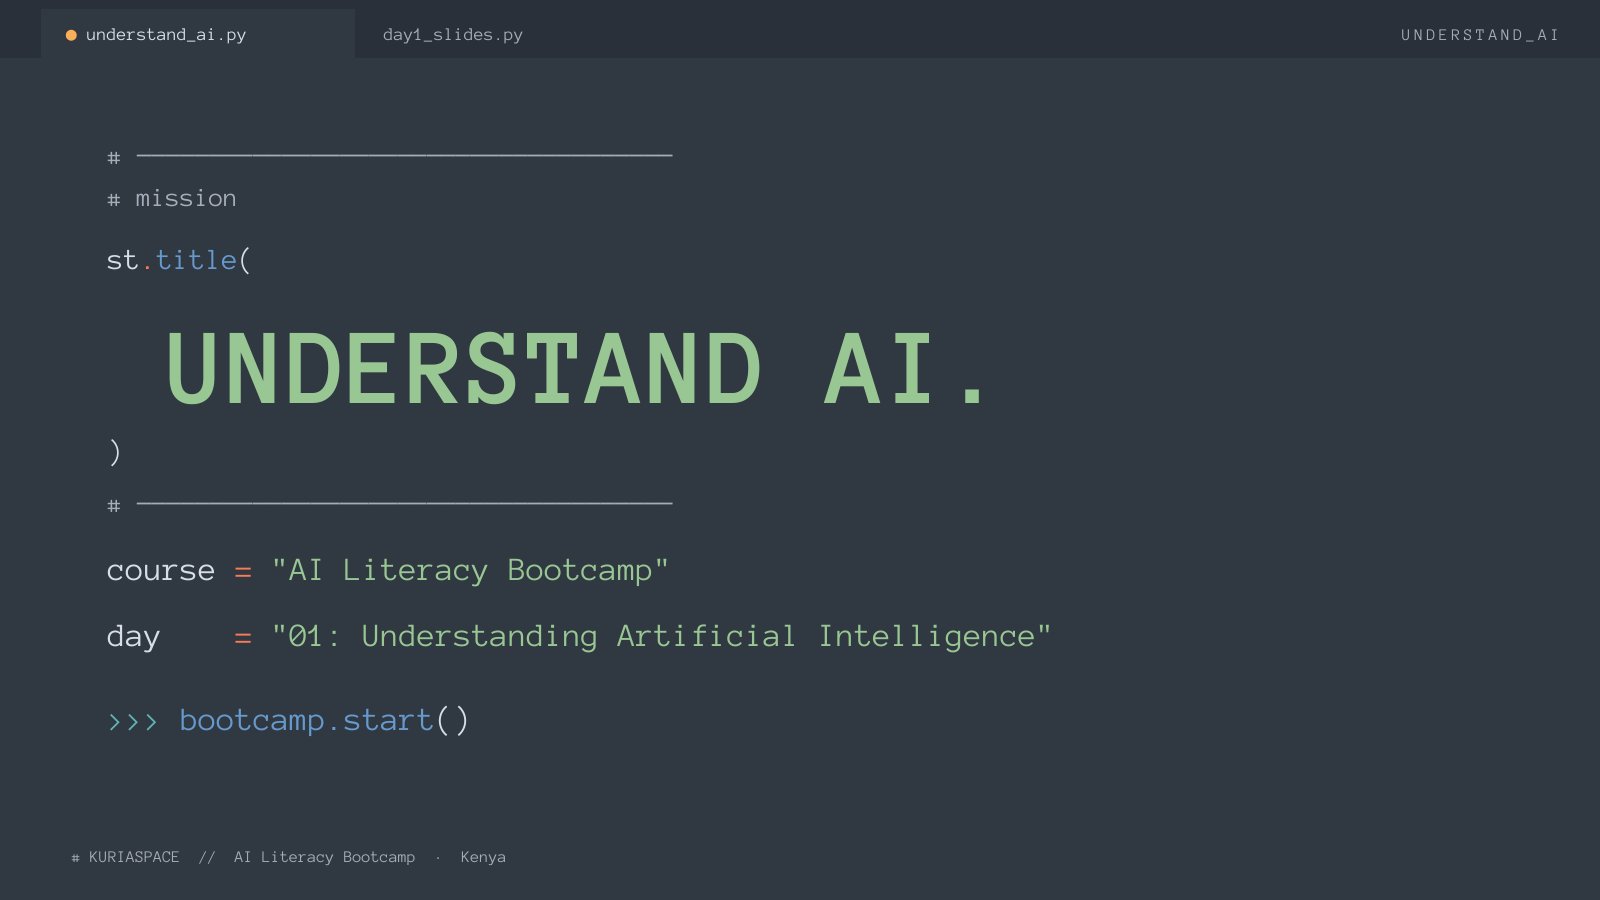 understand_ai.py
day1_slides.py
UNDERSTAND_AI
# ─────────────────────────────────────
# mission
st.title(
UNDERSTAND AI.
)
# ─────────────────────────────────────
course = "AI Literacy Bootcamp"
day    = "01: Understanding Artificial Intelligence"
>>> bootcamp.start()
# KURIASPACE  //  AI Literacy Bootcamp  ·  Kenya